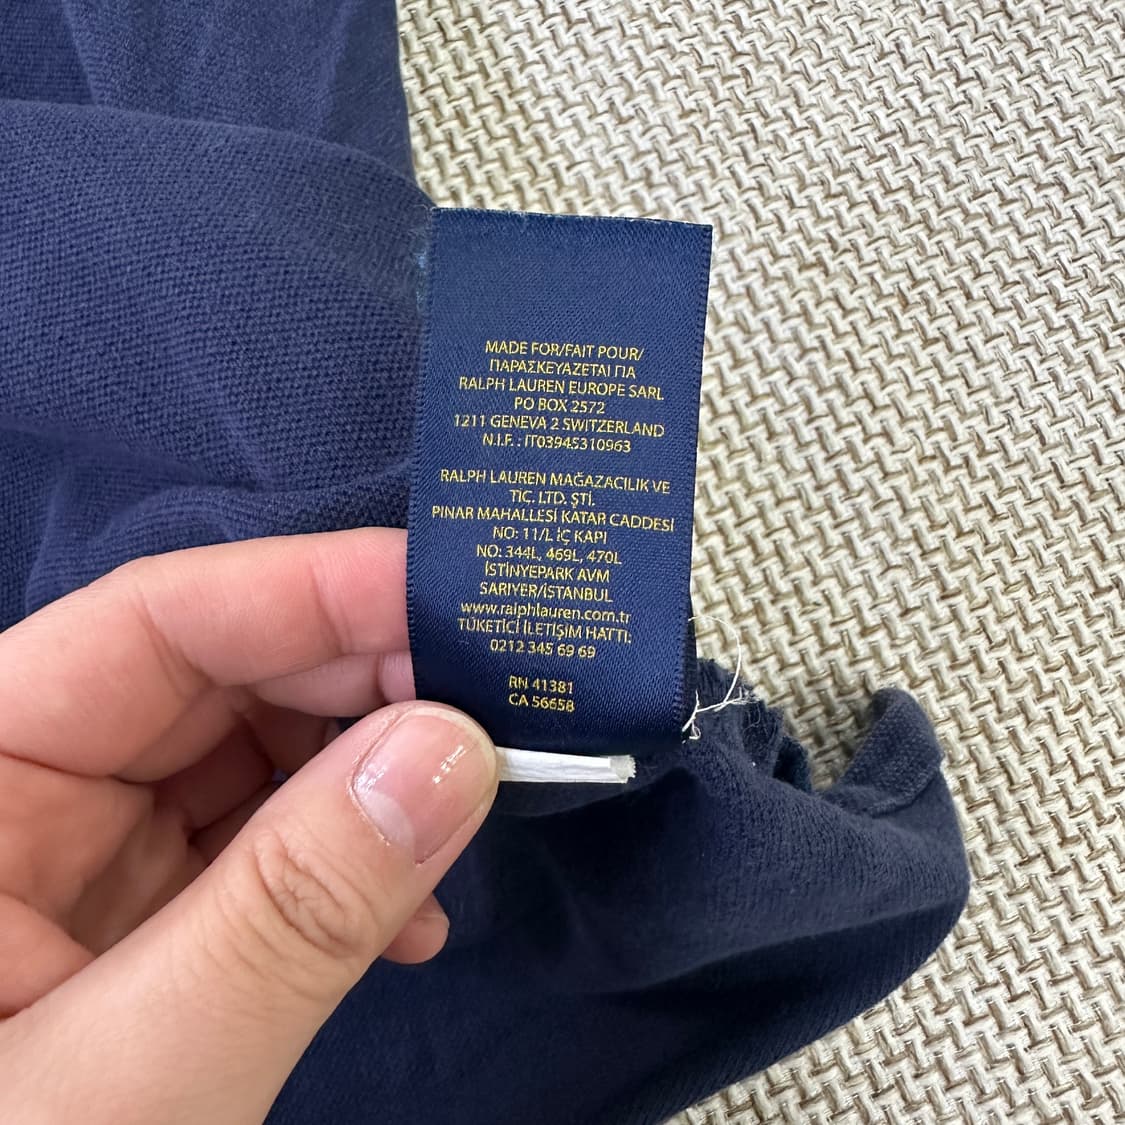 MADE FOR/FAIT POUR/
ΠΑΡΑΣΚΕΥΑΖΕΤΑΙ ΓΙΑ
RALPH LAUREN EUROPE SARL
PO BOX 2572
1211 GENEVA 2 SWITZERLAND
N.I.F. : IT03945310963
RALPH LAUREN MAĞAZACILIK VE
TİC. LTD. ŞTİ.
PINAR MAHALLESİ KATAR CADDESİ
NO: 11/L İÇ KAPI
NO: 344L, 469L, 470L
İSTİNYEPARK AVM
SARIYER/İSTANBUL
www.ralphlauren.com.tr
TÜKETİCİ İLETİŞİM HATTI:
0212 345 69 69
RN 41381
CA 56658